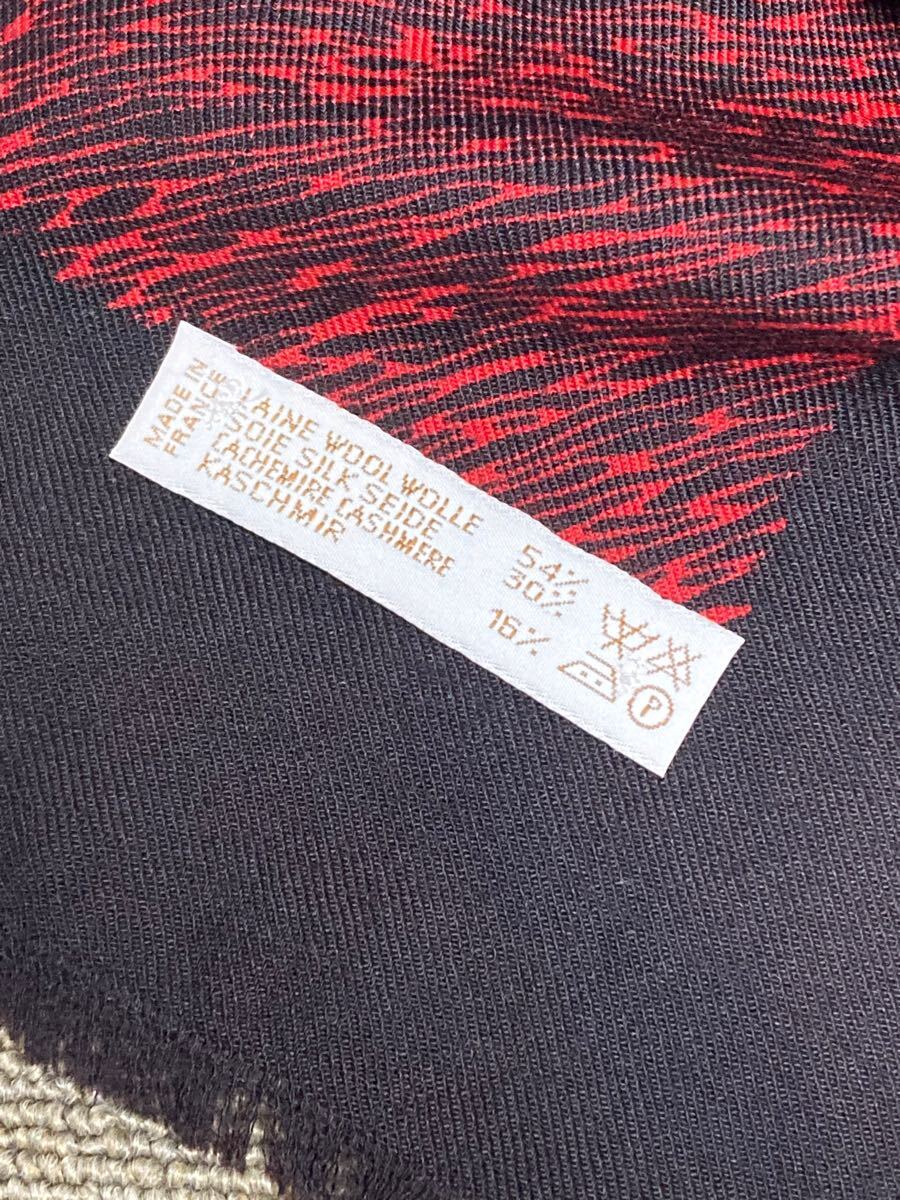 MADE IN
FRANCE
LAINE WOOL WOLLE 54%
SOIE SILK SEIDE 30%
CACHEMIRE CASHMERE
KASCHMIR 16%
P